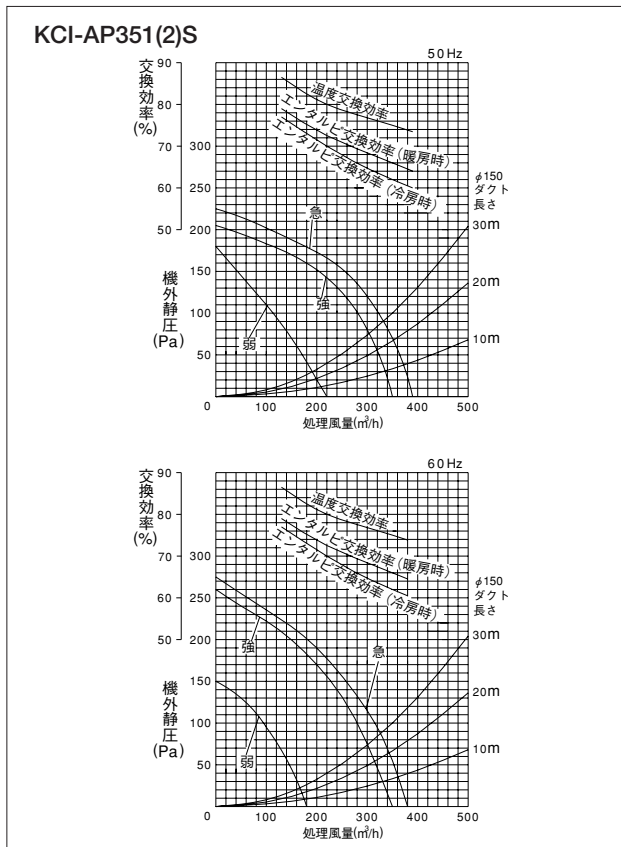 KCI-AP351(2)S
50Hz
交換効率(%)
90
80
70
60
50
機外静圧(Pa)
300
250
200
150
100
50
0
温度交換効率
エンタルピ交換効率(暖房時)
エンタルピ交換効率(冷房時)
急
強
弱
φ150
ダクト
長さ
30m
20m
10m
100 200 300 400 500
処理風量(m³/h)
60Hz
交換効率(%)
90
80
70
60
50
機外静圧(Pa)
300
250
200
150
100
50
0
温度交換効率
エンタルピ交換効率(暖房時)
エンタルピ交換効率(冷房時)
強
急
弱
φ150
ダクト
長さ
30m
20m
10m
100 200 300 400 500
処理風量(m³/h)